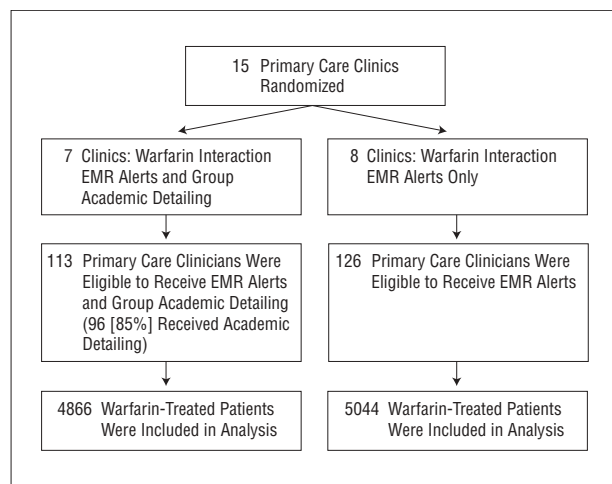 15 Primary Care Clinics
Randomized
7 Clinics: Warfarin Interaction
EMR Alerts and Group
Academic Detailing
8 Clinics: Warfarin Interaction
EMR Alerts Only
113 Primary Care Clinicians Were
Eligible to Receive EMR Alerts
and Group Academic Detailing
(96 [85%] Received Academic
Detailing)
126 Primary Care Clinicians Were
Eligible to Receive EMR Alerts
4866 Warfarin-Treated Patients
Were Included in Analysis
5044 Warfarin-Treated Patients
Were Included in Analysis